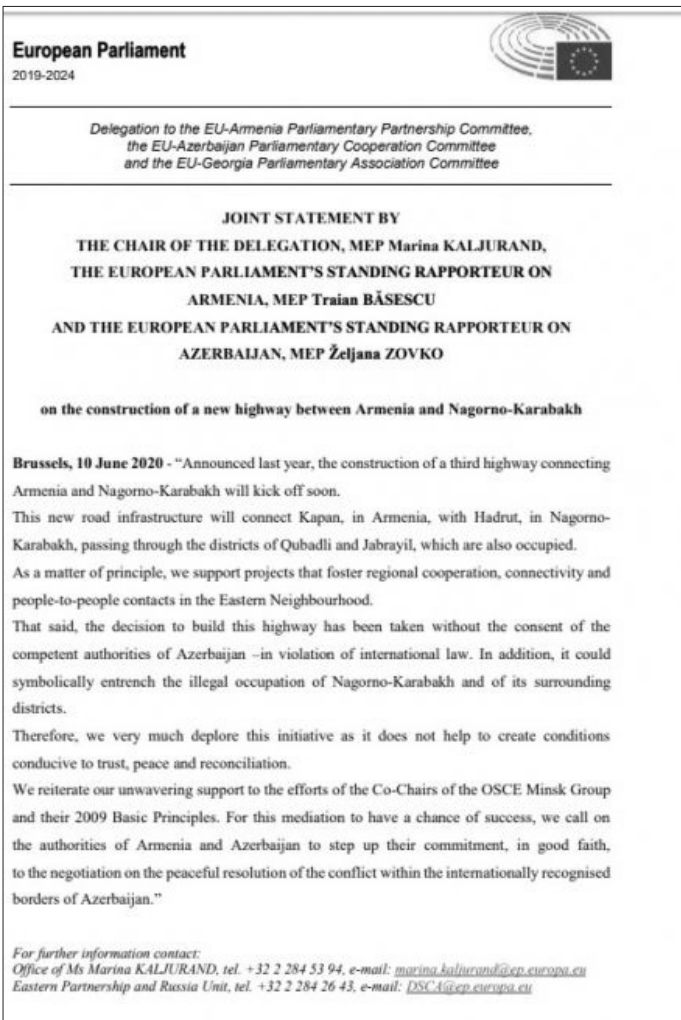 European Parliament
2019-2024
Delegation to the EU-Armenia Parliamentary Partnership Committee,
the EU-Azerbaijan Parliamentary Cooperation Committee
and the EU-Georgia Parliamentary Association Committee
JOINT STATEMENT BY
THE CHAIR OF THE DELEGATION, MEP Marina KALJURAND,
THE EUROPEAN PARLIAMENT'S STANDING RAPPORTEUR ON
ARMENIA, MEP Traian BĂSESCU
AND THE EUROPEAN PARLIAMENT'S STANDING RAPPORTEUR ON
AZERBAIJAN, MEP Željana ZOVKO
on the construction of a new highway between Armenia and Nagorno-Karabakh
Brussels, 10 June 2020 - “Announced last year, the construction of a third highway connecting
Armenia and Nagorno-Karabakh will kick off soon.
This new road infrastructure will connect Kapan, in Armenia, with Hadrut, in Nagorno-
Karabakh, passing through the districts of Qubadli and Jabrayil, which are also occupied.
As a matter of principle, we support projects that foster regional cooperation, connectivity and
people-to-people contacts in the Eastern Neighbourhood.
That said, the decision to build this highway has been taken without the consent of the
competent authorities of Azerbaijan –in violation of international law. In addition, it could
symbolically entrench the illegal occupation of Nagorno-Karabakh and of its surrounding
districts.
Therefore, we very much deplore this initiative as it does not help to create conditions
conducive to trust, peace and reconciliation.
We reiterate our unwavering support to the efforts of the Co-Chairs of the OSCE Minsk Group
and their 2009 Basic Principles. For this mediation to have a chance of success, we call on
the authorities of Armenia and Azerbaijan to step up their commitment, in good faith,
to the negotiation on the peaceful resolution of the conflict within the internationally recognised
borders of Azerbaijan.”
For further information contact:
Office of Ms Marina KALJURAND, tel. +32 2 284 53 94, e-mail: marina.kaljurand@ep.europa.eu
Eastern Partnership and Russia Unit, tel. +32 2 284 26 43, e-mail: DSCA@ep.europa.eu